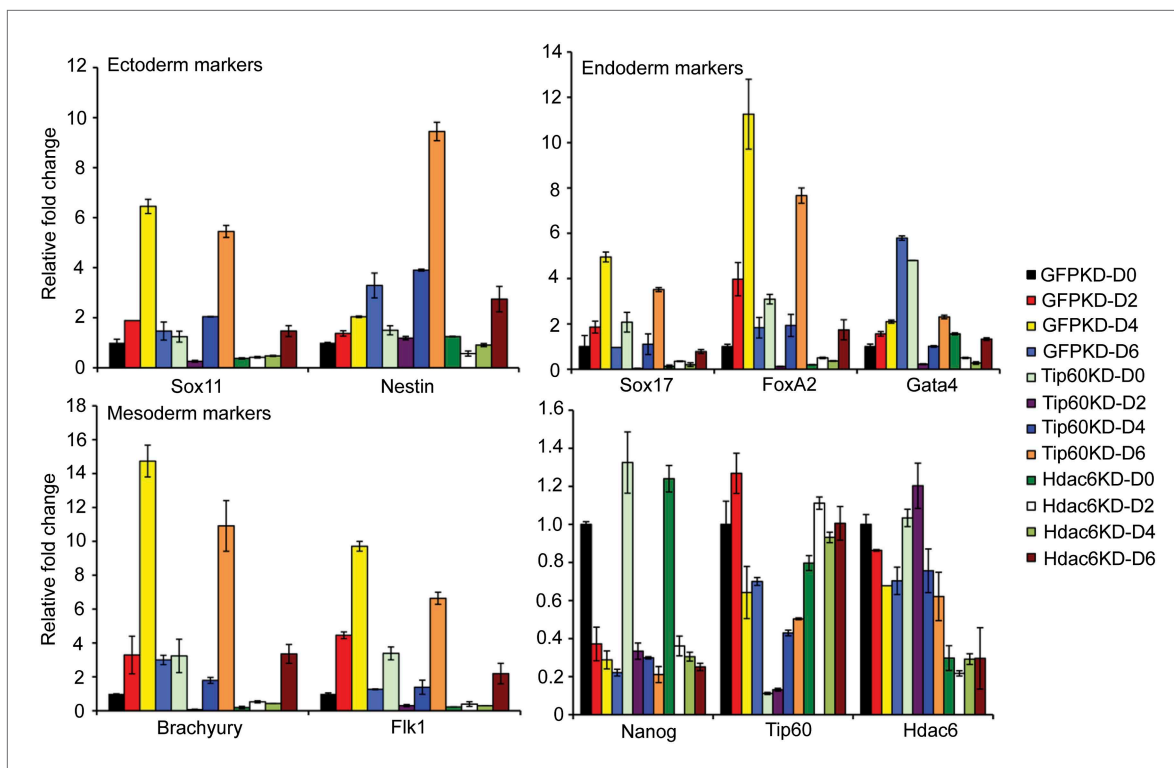 Ectoderm markers
Relative fold change
12
10
8
6
4
2
0
Sox11 Nestin
Endoderm markers
14
12
10
8
6
4
2
0
Sox17 FoxA2 Gata4
Mesoderm markers
Relative fold change
18
16
14
12
10
8
6
4
2
0
Brachyury Flk1
1.6
1.4
1.2
1.0
0.8
0.6
0.4
0.2
0
Nanog Tip60 Hdac6
GFPKD-D0
GFPKD-D2
GFPKD-D4
GFPKD-D6
Tip60KD-D0
Tip60KD-D2
Tip60KD-D4
Tip60KD-D6
Hdac6KD-D0
Hdac6KD-D2
Hdac6KD-D4
Hdac6KD-D6